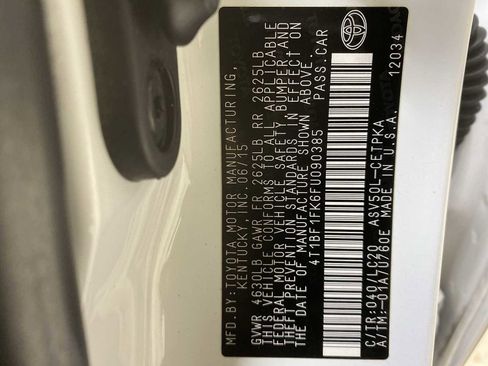 MFD.BY:TOYOTA MOTOR MANUFACTURING,
KENTUCKY, INC.06/15
GVWR 4630LB GAWR FR 2625LB RR 2625LB
THIS VEHICLE CONFORMS TO ALL APPLICABLE
FEDERAL MOTOR VEHICLE SAFETY, BUMPER AND
THEFT PREVENTION STANDARDS IN EFFECT ON
THE DATE OF MANUFACTURE SHOWN ABOVE.
4T1BF1FK6FU090385 PASS.CAR
C/TR:040/LC20 ASV50L-CETPKA
A/TM:-01A/U760E MADE IN U.S.A. 12034